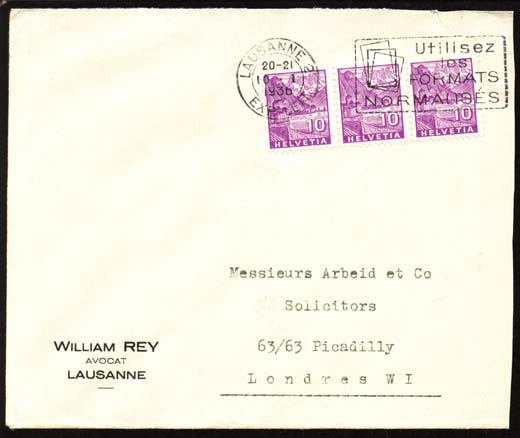 LAUSANNE
20-21
10. I
1936
Utilisez
les
FORMATS
NORMALISÉS
10 10 10
HELVETIA HELVETIA HELVETIA
Messieurs Arbeid et Co
Solicitors
63/63 Picadilly
Londres WI
WILLIAM REY
AVOCAT
LAUSANNE